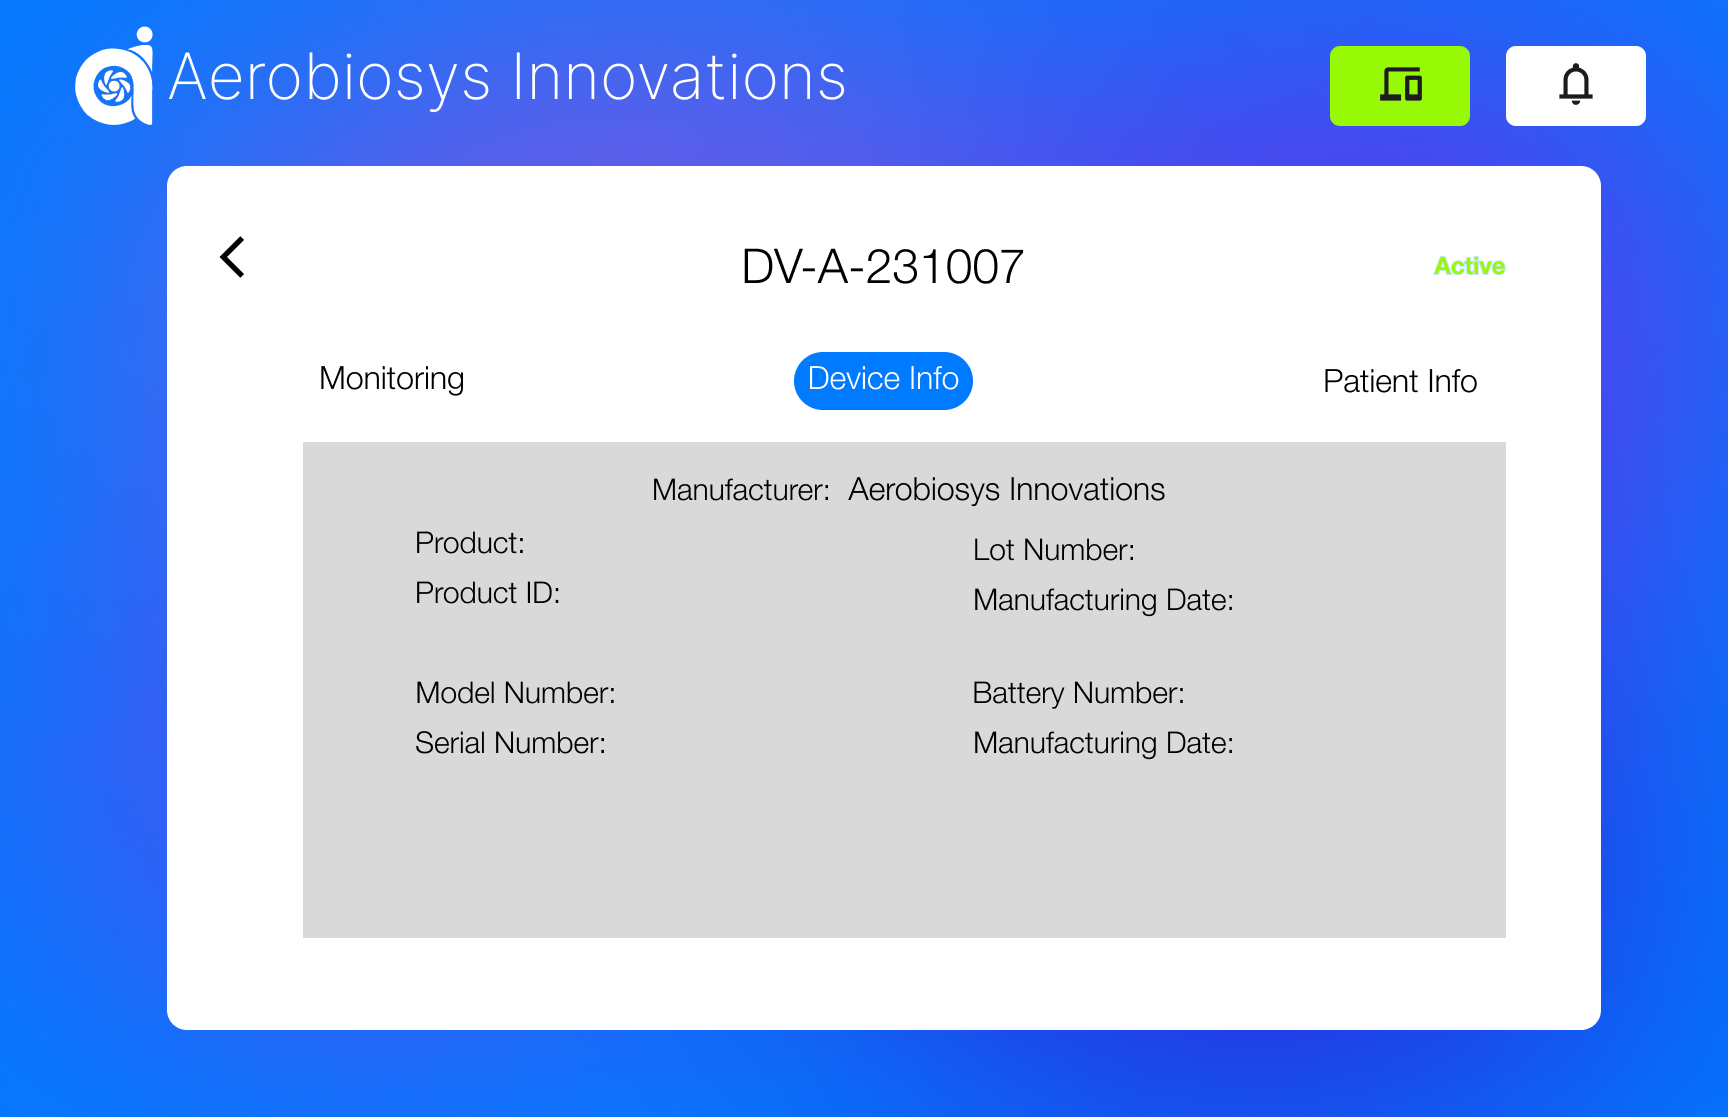 Aerobiosys Innovations
DV-A-231007
Active
Monitoring
Device Info
Patient Info
Manufacturer: Aerobiosys Innovations
Product:
Product ID:
Lot Number:
Manufacturing Date:
Model Number:
Serial Number:
Battery Number:
Manufacturing Date: